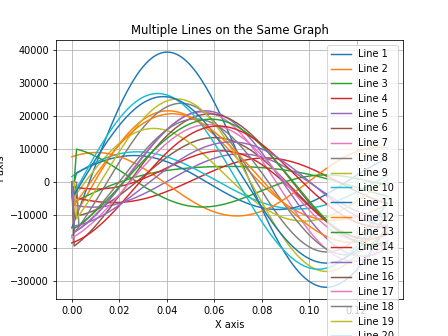 Multiple Lines on the Same Graph
40000
30000
20000
10000
0
−10000
−20000
−30000
0.00
0.02
0.04
0.06
0.08
0.10
X axis
Line 1
Line 2
Line 3
Line 4
Line 5
Line 6
Line 7
Line 8
Line 9
Line 10
Line 11
Line 12
Line 13
Line 14
Line 15
Line 16
Line 17
Line 18
Line 19
Line 20